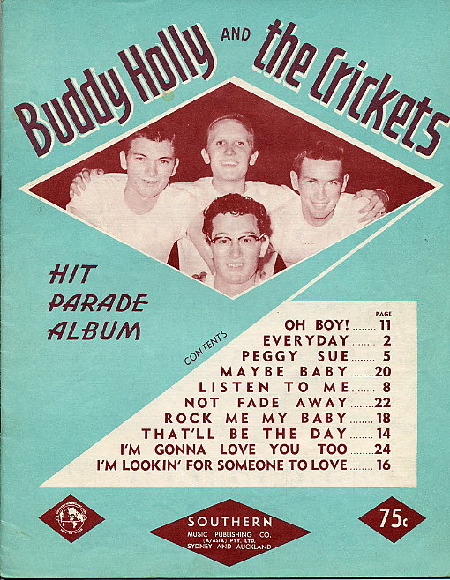 Buddy Holly AND the Crickets
HIT
PARADE
ALBUM
CONTENTS
PAGE
OH BOY!........11
EVERYDAY......2
PEGGY SUE.....5
MAYBE BABY....20
LISTEN TO ME.....8
NOT FADE AWAY.....22
ROCK ME MY BABY.....18
THAT'LL BE THE DAY.....14
I'M GONNA LOVE YOU TOO.....24
I'M LOOKIN' FOR SOMEONE TO LOVE.....16
SOUTHERN
MUSIC PUBLISHING CO.
(A/ASIA) PTY. LTD.
SYDNEY AND AUCKLAND
75c